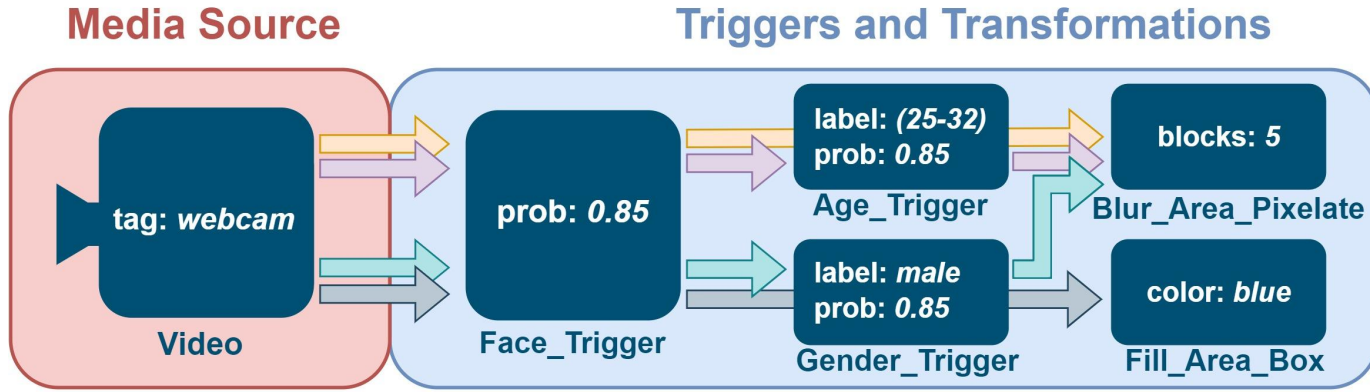 Media Source
Triggers and Transformations
tag: webcam
Video
prob: 0.85
Face_Trigger
label: (25-32)
prob: 0.85
Age_Trigger
blocks: 5
Blur_Area_Pixelate
label: male
prob: 0.85
Gender_Trigger
color: blue
Fill_Area_Box